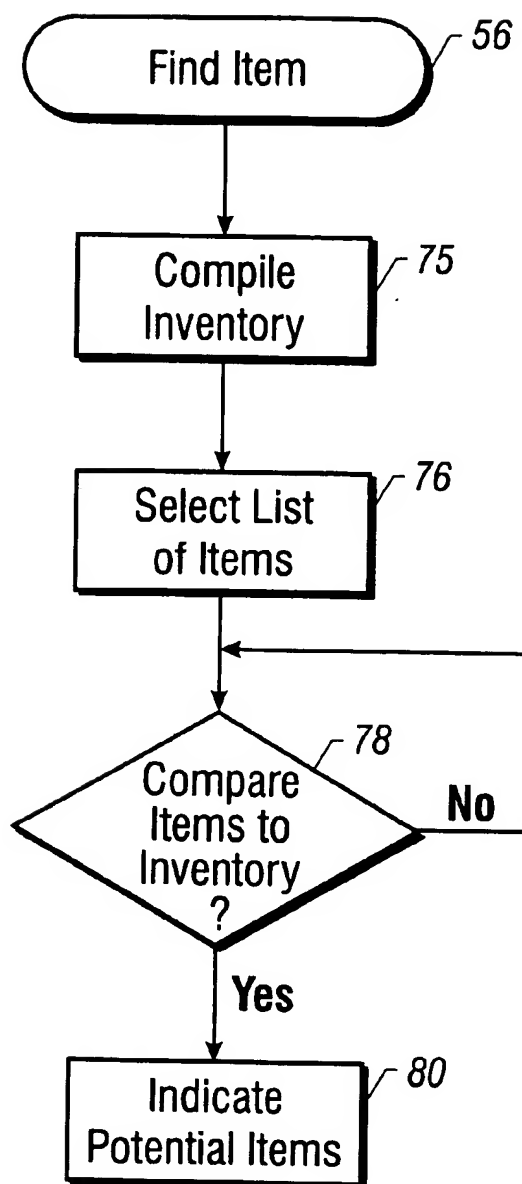 Find Item
56
Compile
Inventory
75
Select List
of Items
76
Compare
Items to
Inventory
?
78
No
Yes
Indicate
Potential Items
80